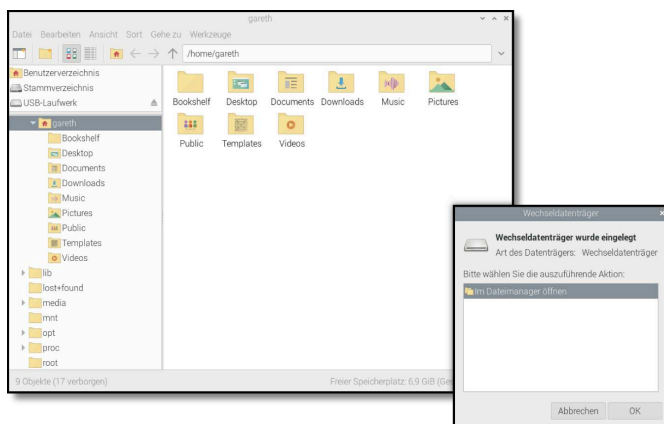 gareth
Datei Bearbeiten Ansicht Sort Gehe zu Werkzeuge
/home/gareth
Benutzerverzeichnis
Stammverzeichnis
USB-Laufwerk
gareth
Bookshelf
Desktop
Documents
Downloads
Music
Pictures
Public
Templates
Videos
lib
lost+found
media
mnt
opt
proc
root
Bookshelf Desktop Documents Downloads Music Pictures
Public Templates Videos
9 Objekte (17 verborgen) Freier Speicherplatz: 6,9 GiB
Wechseldatenträger
Wechseldatenträger wurde eingelegt
Art des Datenträgers: Wechseldatenträger
Bitte wählen Sie die auszuführende Aktion:
Im Dateimanager öffnen
Abbrechen OK